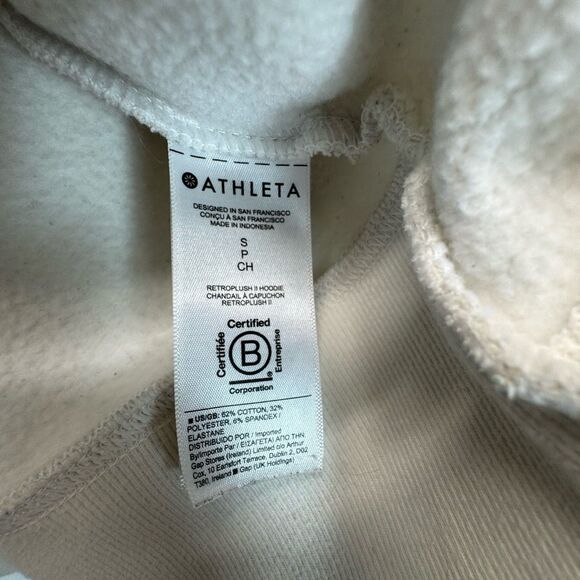 ATHLETA
DESIGNED IN SAN FRANCISCO
CONÇU À SAN FRANCISCO
MADE IN INDONESIA
S
P
CH
RETROPLUSH II HOODIE
CHANDAIL À CAPUCHON
RETROPLUSH II
Certified
Certifiée
B
Entreprise
Corporation
US/GB: 62% COTTON, 32%
POLYESTER, 6% SPANDEX /
ELASTANE
DISTRIBUIDO POR / Imported
By/Importe Par / ΕΙΣΑΓΕΤΑΙ ΑΠΟ ΤΗΝ:
Gap Stores (Ireland) Limited c/o Arthur
Cox, 10 Earlsfort Terrace, Dublin 2, D02
T380, Ireland Gap (UK Holdings)